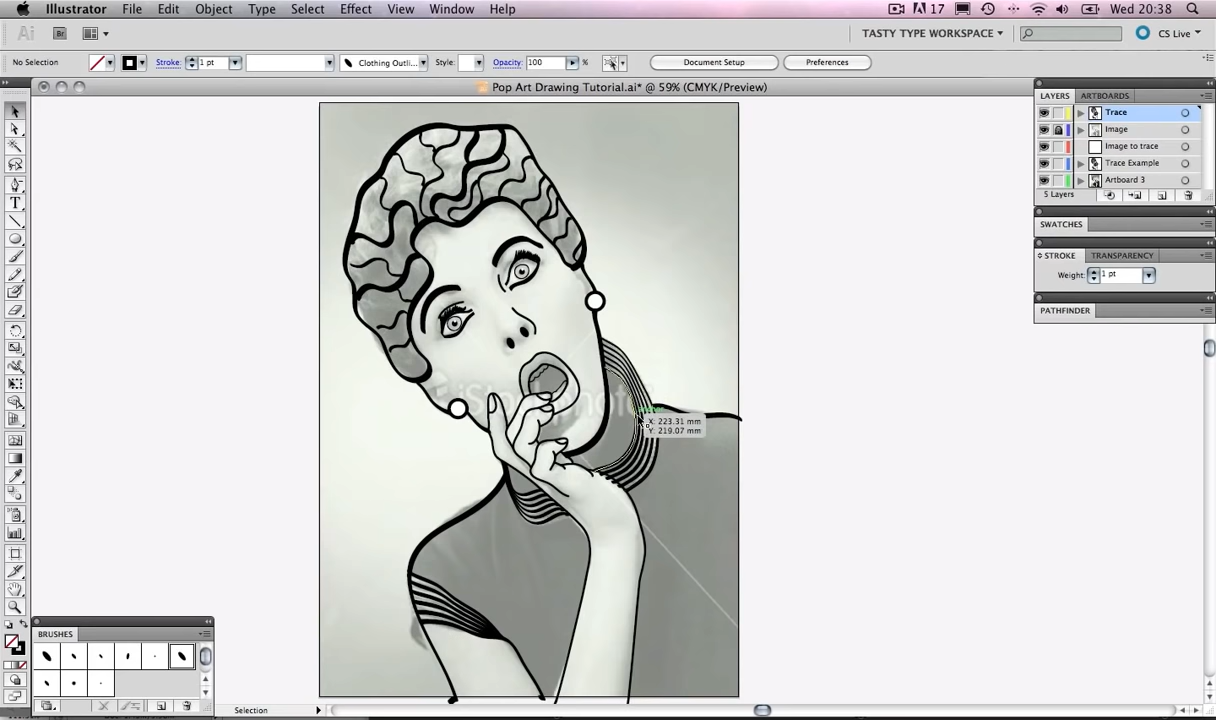 Illustrator File Edit Object Type Select Effect View Window Help 17 Wed 20:38
Ai Br TASTY TYPE WORKSPACE CS Live
No Selection Stroke: 1 pt Clothing Outli... Style: Opacity: 100 % Document Setup Preferences
Pop Art Drawing Tutorial.ai* @ 59% (CMYK/Preview)
LAYERS ARTBOARDS
Trace
Image
Image to trace
Trace Example
Artboard 3
5 Layers
SWATCHES
STROKE TRANSPARENCY
Weight: 1 pt
PATHFINDER
X: 223.31 mm
Y: 219.07 mm
BRUSHES
Selection